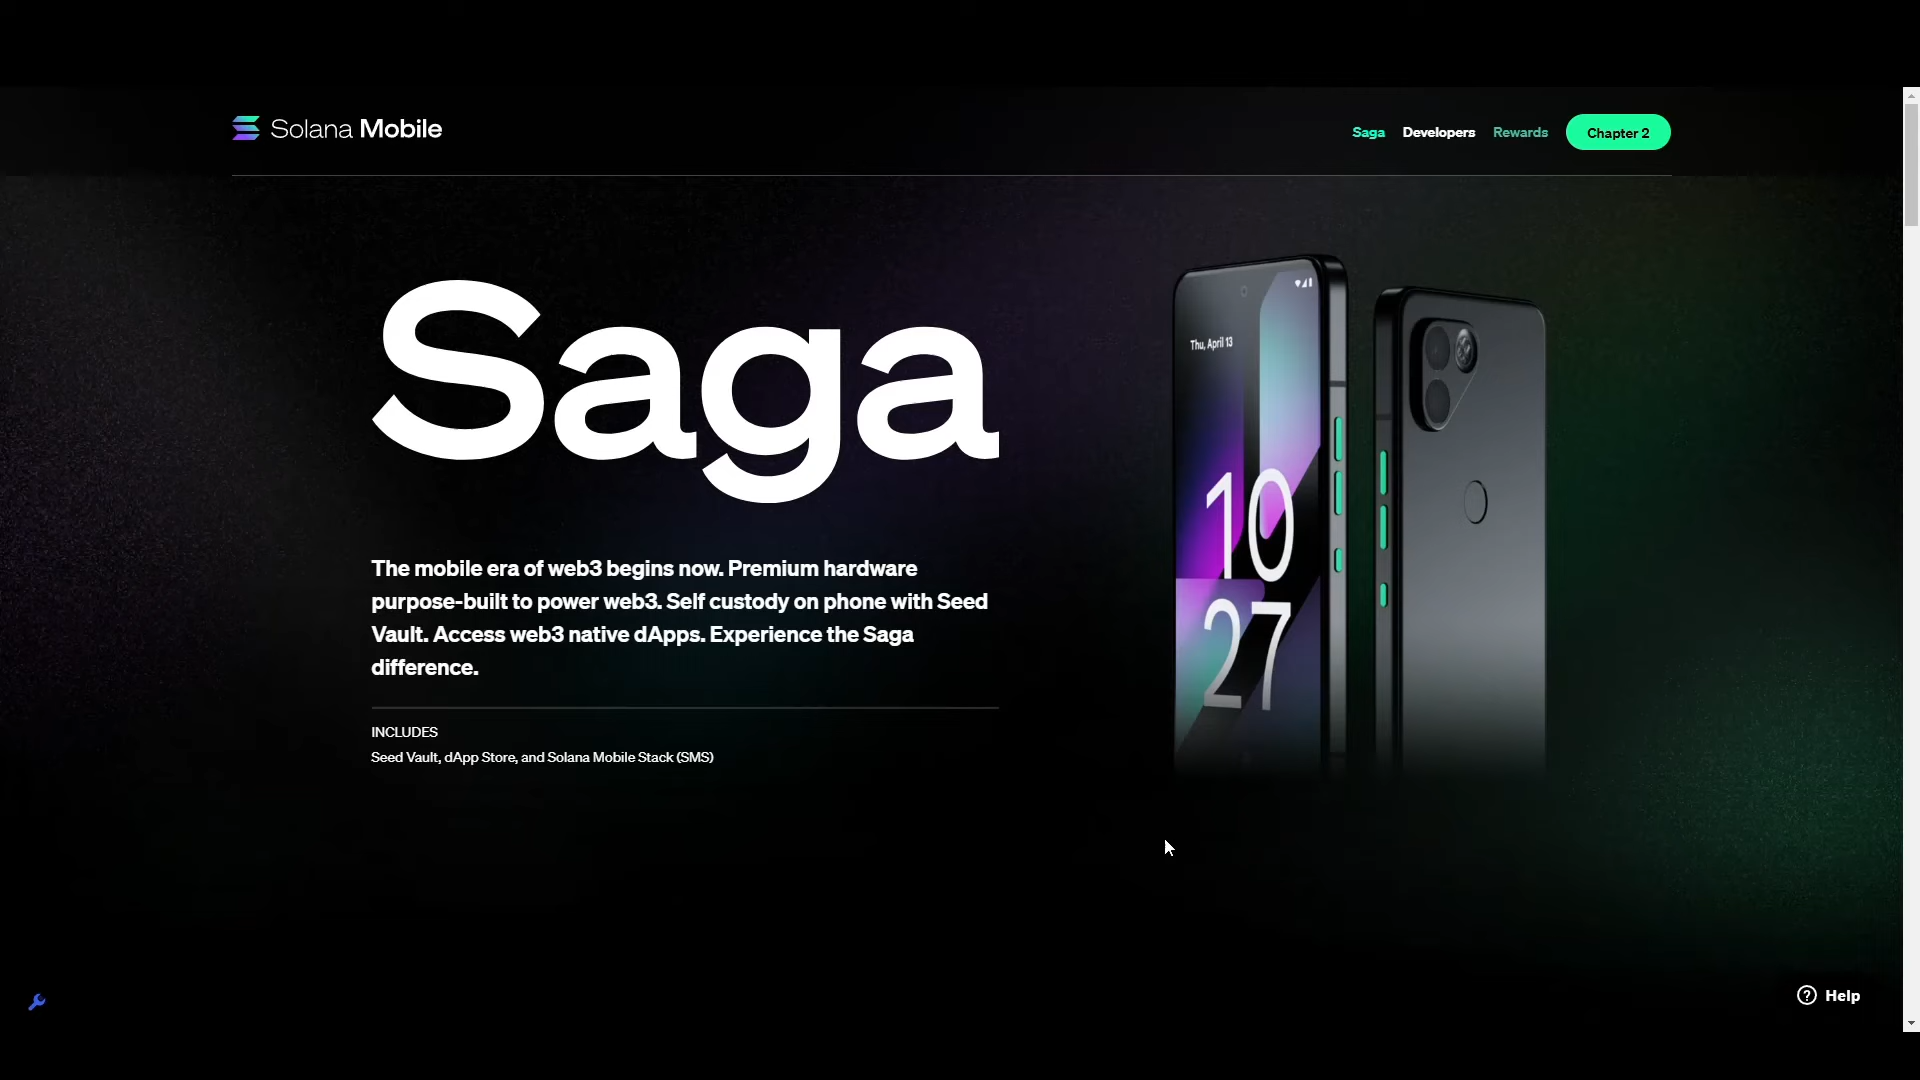 Solana Mobile
Saga
Developers
Rewards
Chapter 2
Saga
The mobile era of web3 begins now. Premium hardware
purpose-built to power web3. Self custody on phone with Seed
Vault. Access web3 native dApps. Experience the Saga
difference.
INCLUDES
Seed Vault, dApp Store, and Solana Mobile Stack (SMS)
Thu, April 13
10
27
Help